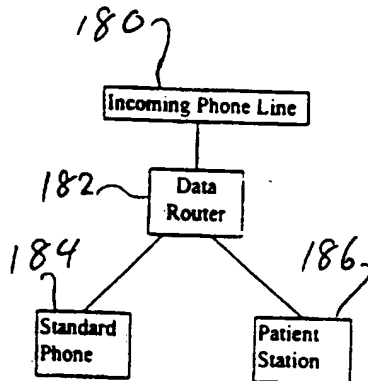 180
Incoming Phone Line
182
Data
Router
184
186
Standard
Phone
Patient
Station